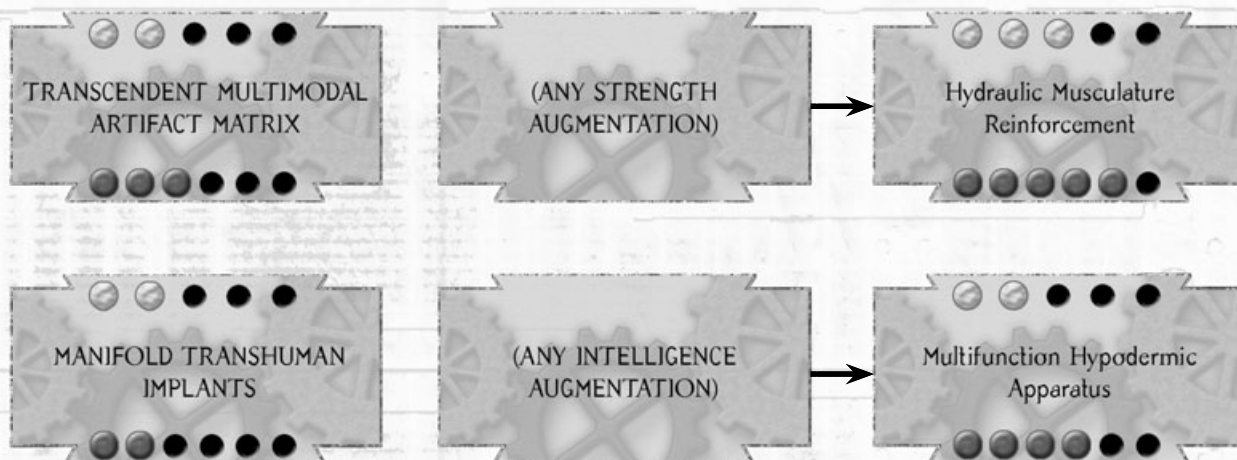 TRANSCENDENT MULTIMODAL
ARTIFACT MATRIX
(ANY STRENGTH
AUGMENTATION)
Hydraulic Musculature
Reinforcement
MANIFOLD TRANSHUMAN
IMPLANTS
(ANY INTELLIGENCE
AUGMENTATION)
Multifunction Hypodermic
Apparatus